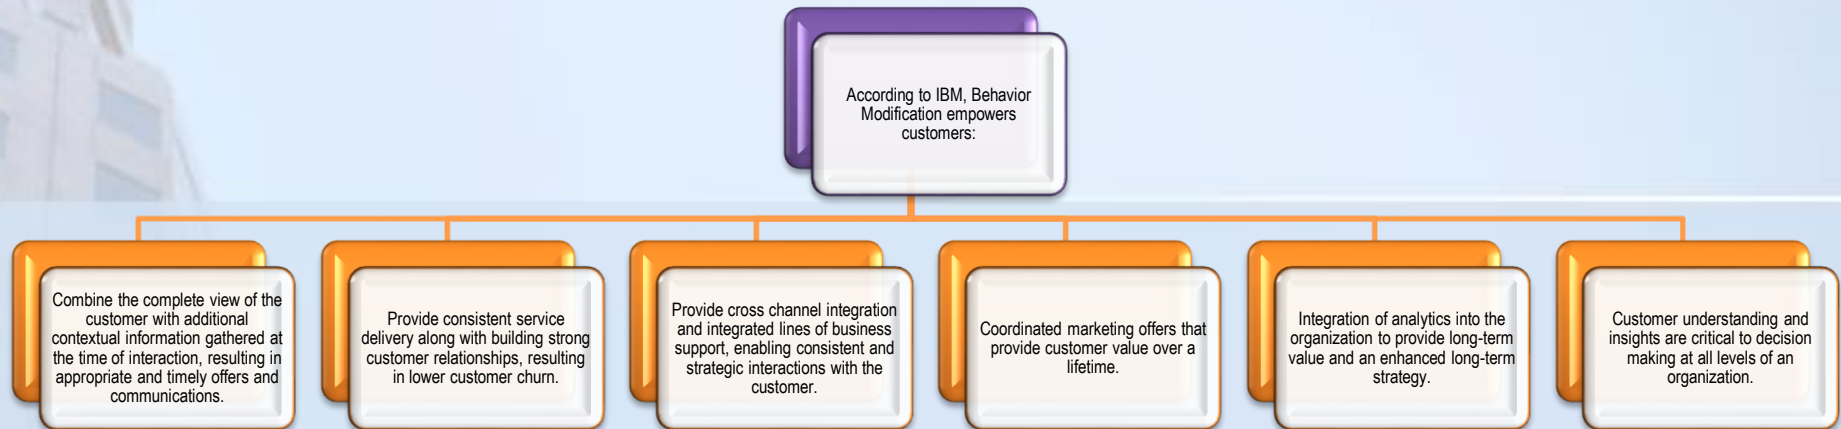 According to IBM, Behavior
Modification empowers
customers:
Combine the complete view of the
customer with additional
contextual information gathered at
the time of interaction, resulting in
appropriate and timely offers and
communications.
Provide consistent service
delivery along with building strong
customer relationships, resulting
in lower customer churn.
Provide cross channel integration
and integrated lines of business
support, enabling consistent and
strategic interactions with the
customer.
Coordinated marketing offers that
provide customer value over a
lifetime.
Integration of analytics into the
organization to provide long-term
value and an enhanced long-term
strategy.
Customer understanding and
insights are critical to decision
making at all levels of an
organization.